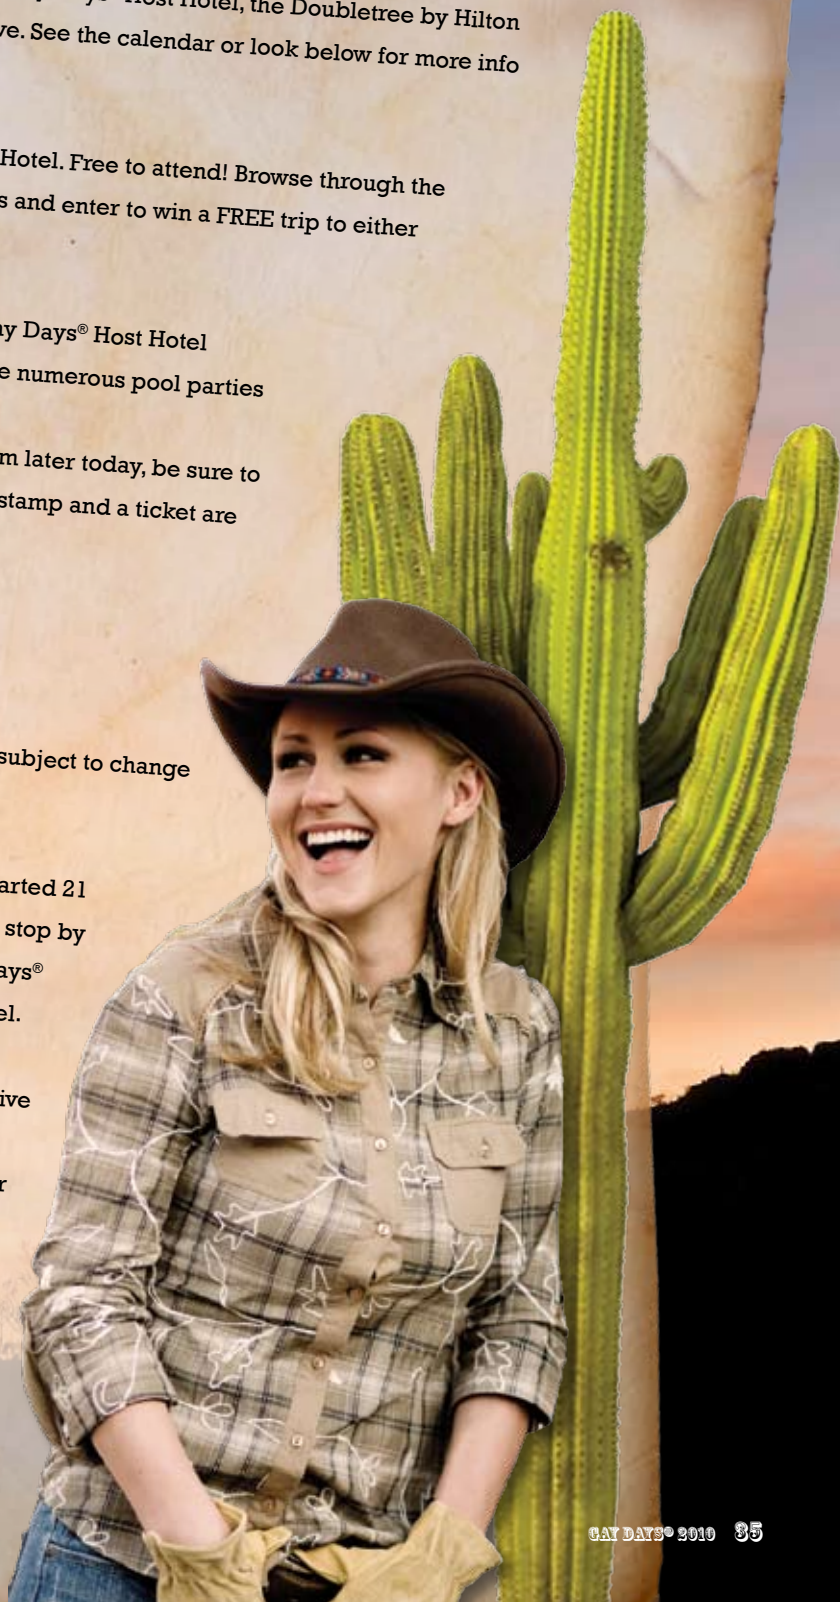 Host Hotel, the Doubletree by Hilton
ve. See the calendar or look below for more info
Hotel. Free to attend! Browse through the
s and enter to win a FREE trip to either
ay Days® Host Hotel
e numerous pool parties
m later today, be sure to
stamp and a ticket are
subject to change
arted 21
stop by
ays®
el.
ive
r
GAY DAYS® 2010 35